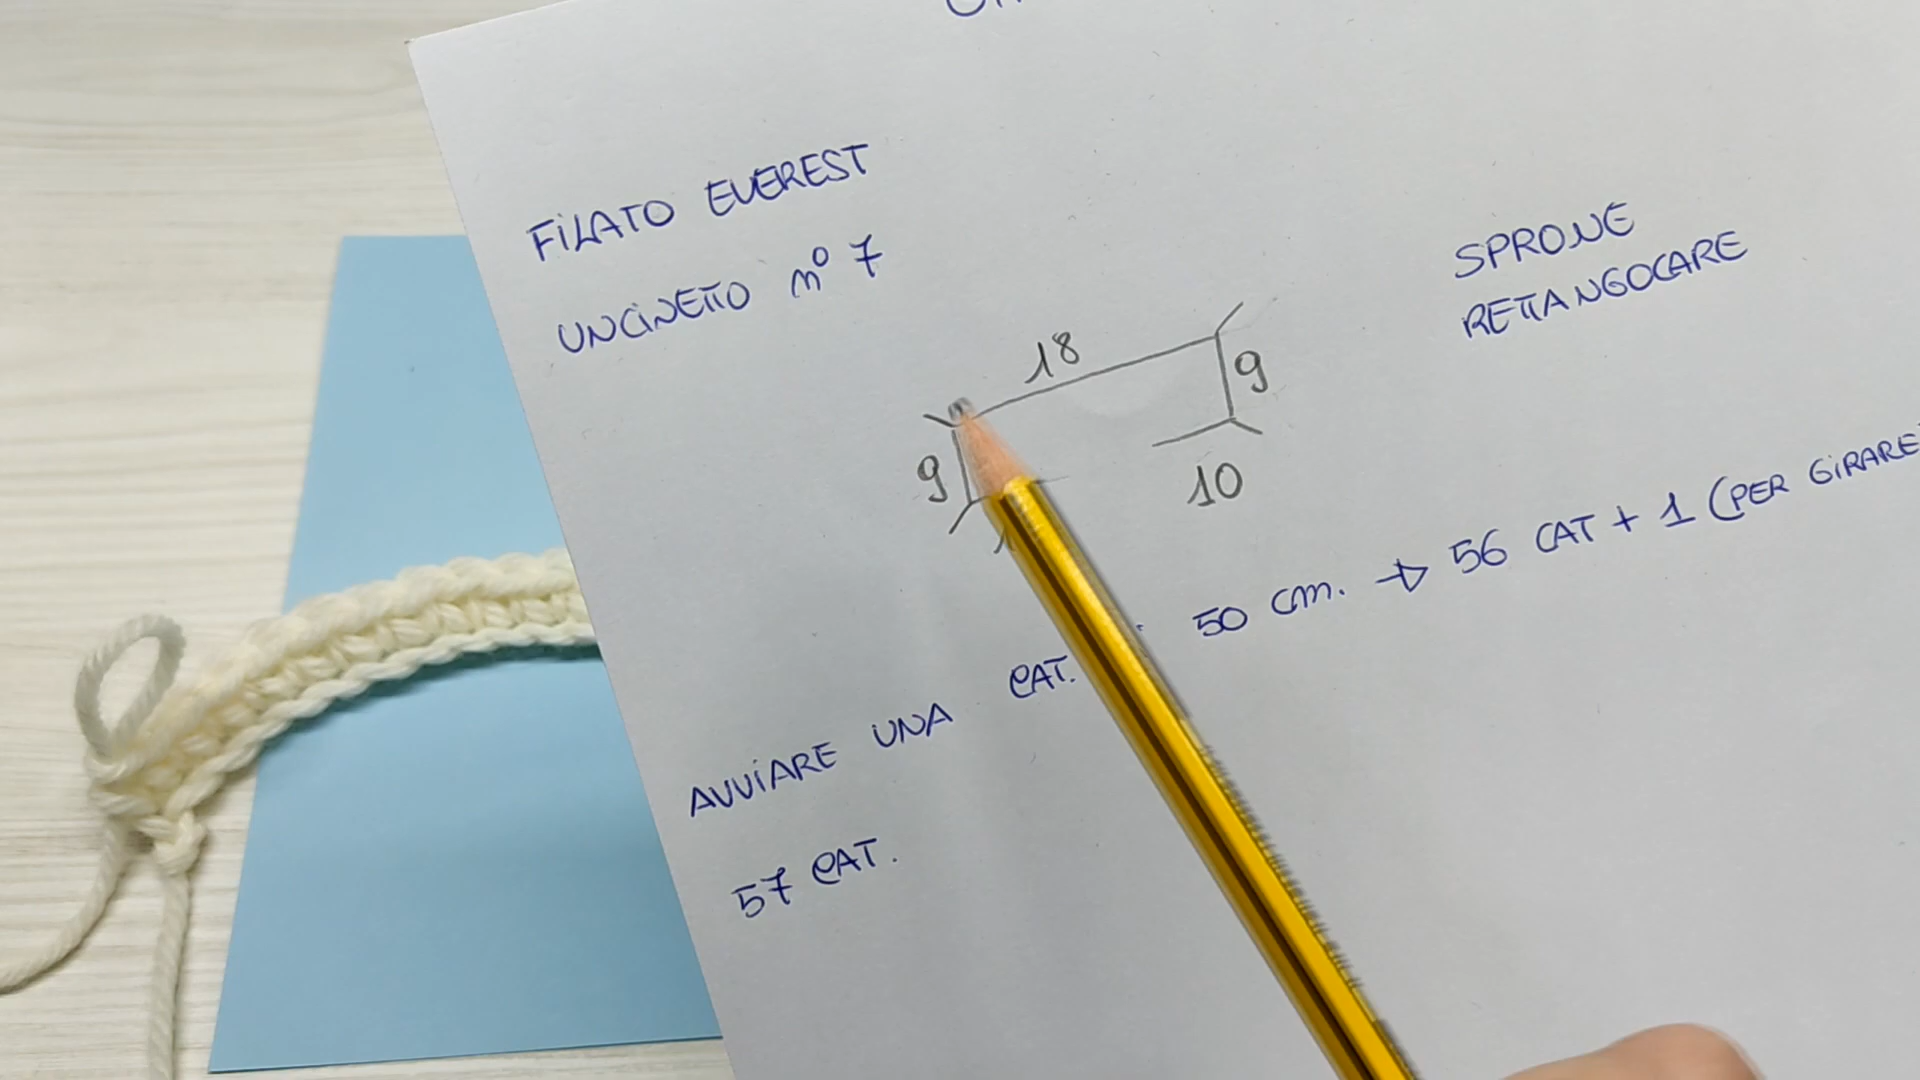 FILATO EVEREST
UNCINETTO nº 7
SPRONE
RETTANGOLARE
18
9
9
10
AVVIARE UNA CAT. 50 cm. → 56 CAT + 1 (PER GIRARE
57 CAT.